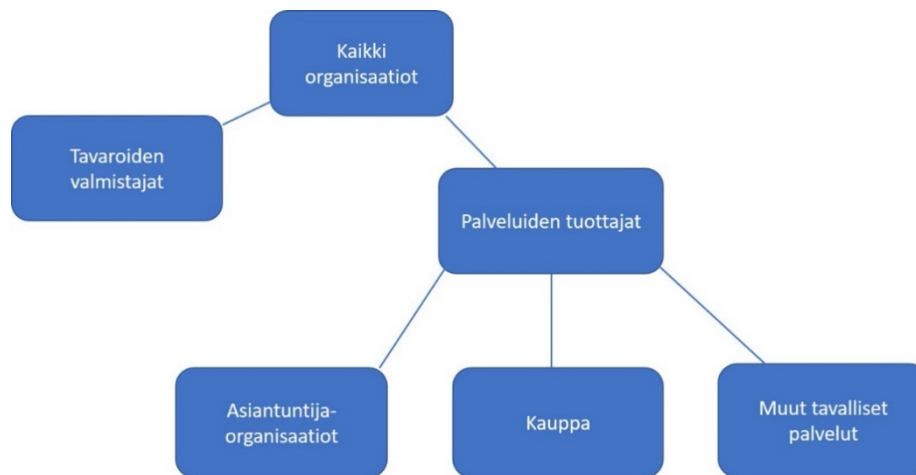 Kaikki
organisaatiot
Tavaroiden
valmistajat
Palveluiden tuottajat
Asiantuntija-
organisaatiot
Kauppa
Muut tavalliset
palvelut